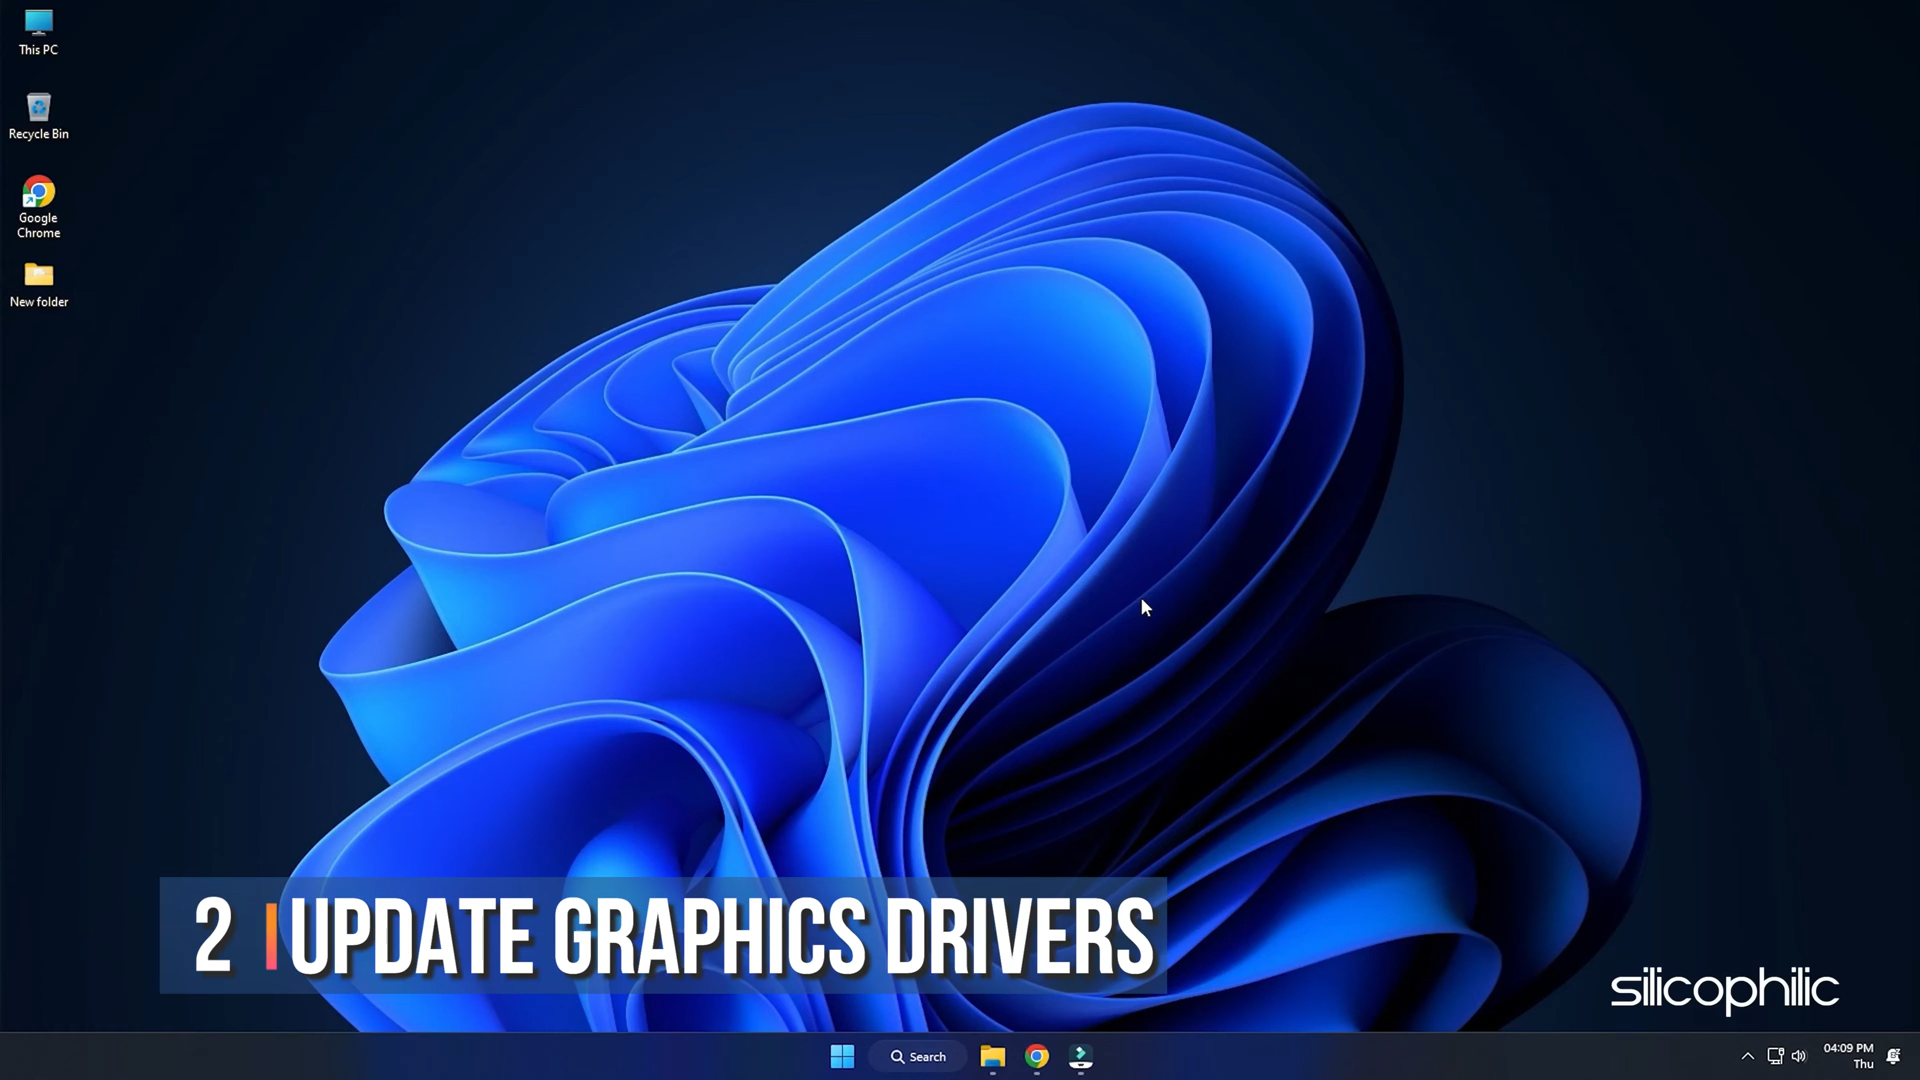 This PC
Recycle Bin
Google
Chrome
New folder
2 UPDATE GRAPHICS DRIVERS
silicophilic
Search
04:09 PM
Thu